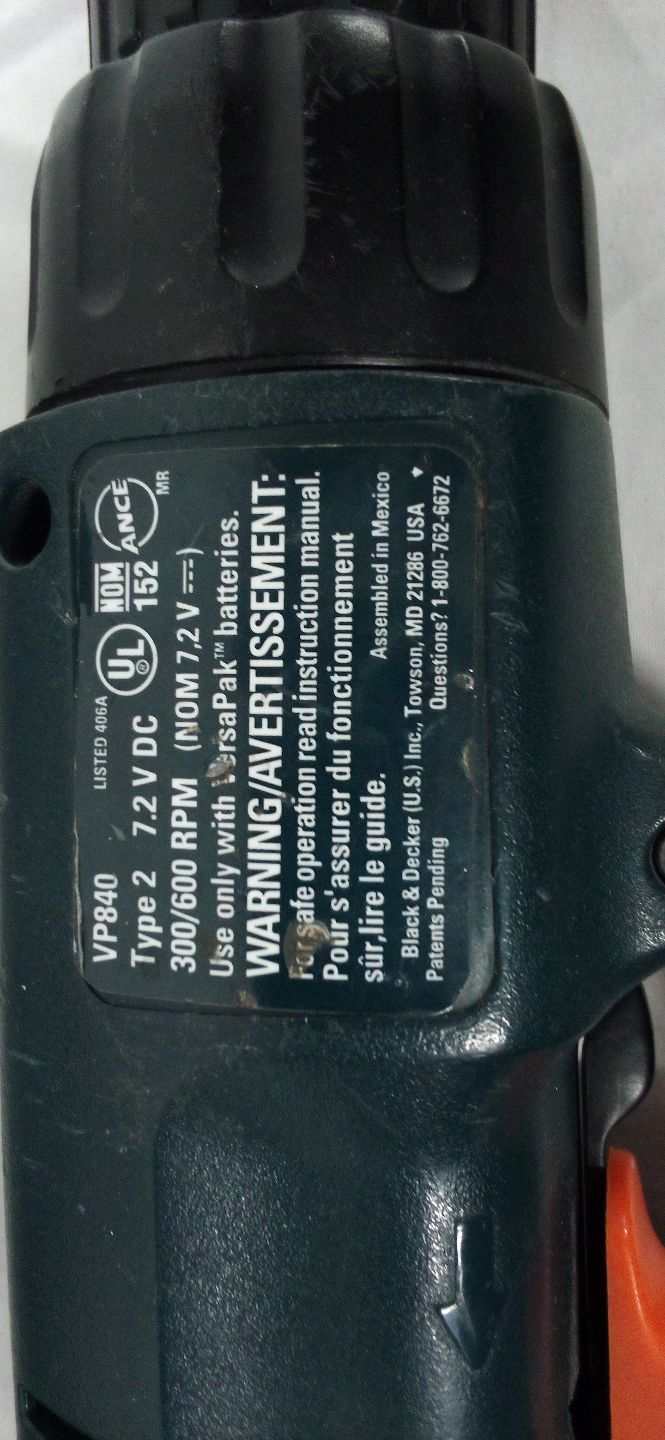 VP840 LISTED 406A
Type 2 7.2 V DC UL® NOM 152 ANCE MR
300/600 RPM (NOM 7,2 V ⎓)
Use only with VersaPak™ batteries.
WARNING/AVERTISSEMENT:
For safe operation read instruction manual.
Pour s'assurer du fonctionnement
sûr,lire le guide. Assembled in Mexico
Black & Decker (U.S.) Inc., Towson, MD 21286 USA
Patents Pending Questions? 1-800-762-6672